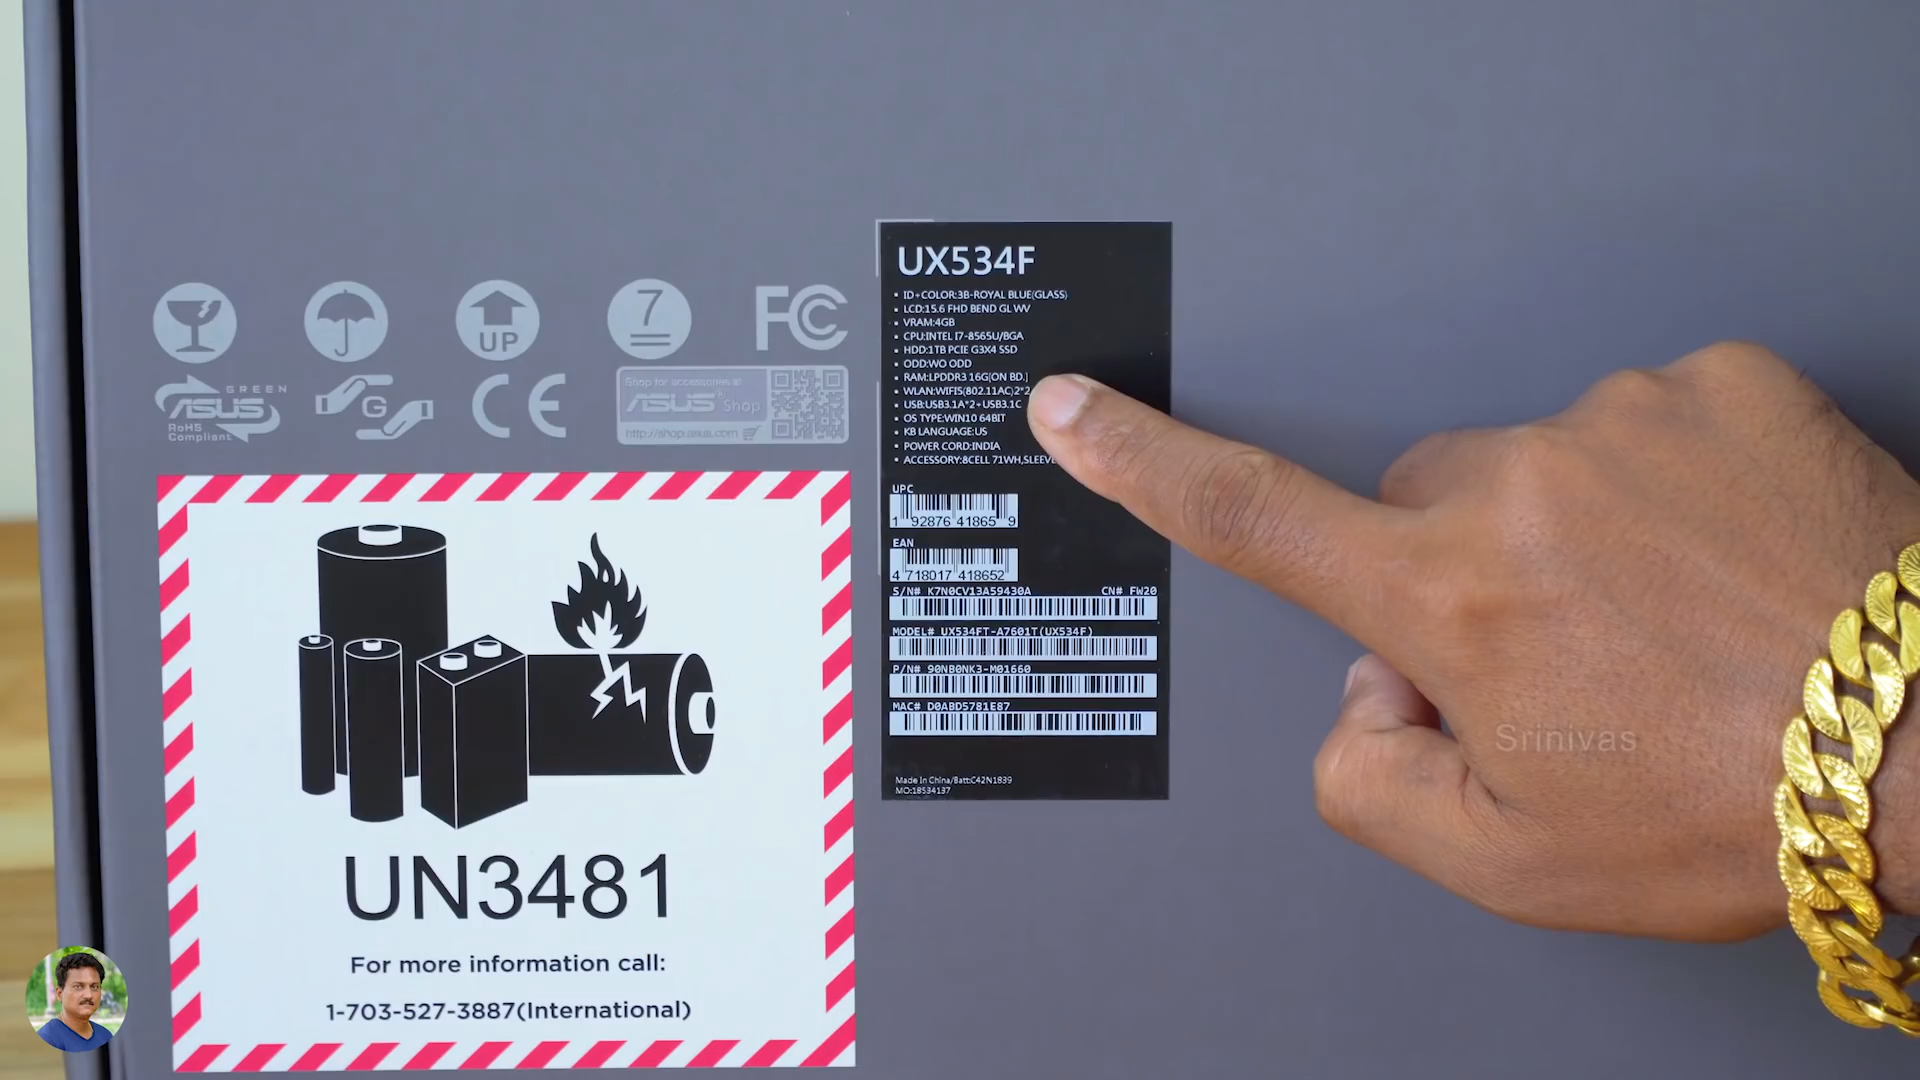 UP
7
FC
GREEN
ASUS
RoHS
Compliant
G
CE
Shop for accessories at
ASUS Shop
http://shop.asus.com
UX534F
ID+COLOR:3B-ROYAL BLUE(GLASS)
LCD:15.6 FHD BEND GL WV
VRAM:4GB
CPU:INTEL I7-8565U/BGA
HDD:1TB PCIE G3X4 SSD
ODD:WO ODD
RAM:LPDDR3 16G(ON BD.)
WLAN:WIFI5(802.11AC)2*2
USB:USB3.1A*2+USB3.1C
OS TYPE:WIN10 64BIT
KB LANGUAGE:US
POWER CORD:INDIA
ACCESSORY:8CELL 71WH,SLEEVE
UPC
1 92876 41865 9
EAN
4 718017 418652
S/N# K7N0CV13A59430A CN# FW20
MODEL# UX534FT-A7601T(UX534F)
P/N# 90NB0NK3-M01660
MAC# D0ABD5781E87
Made In China/Batt:C42N1839
MO:18534137
UN3481
For more information call:
1-703-527-3887(International)
Srinivas